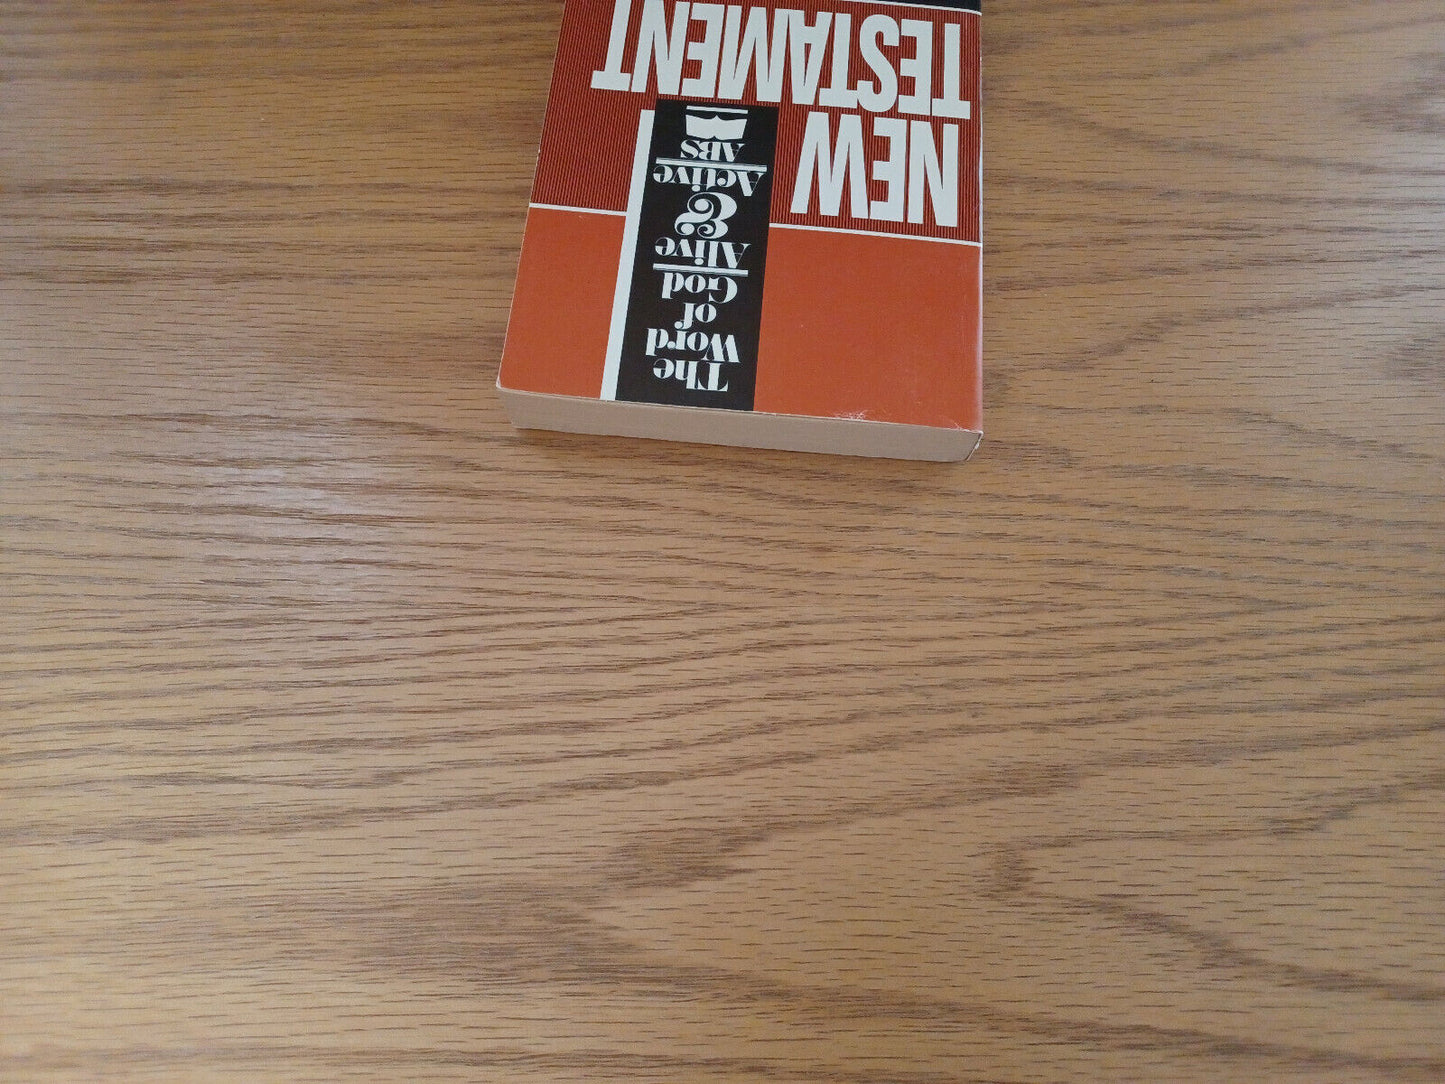 NEW
TESTAMENT
The
Word
of
God
Alive
&
Active
ABS